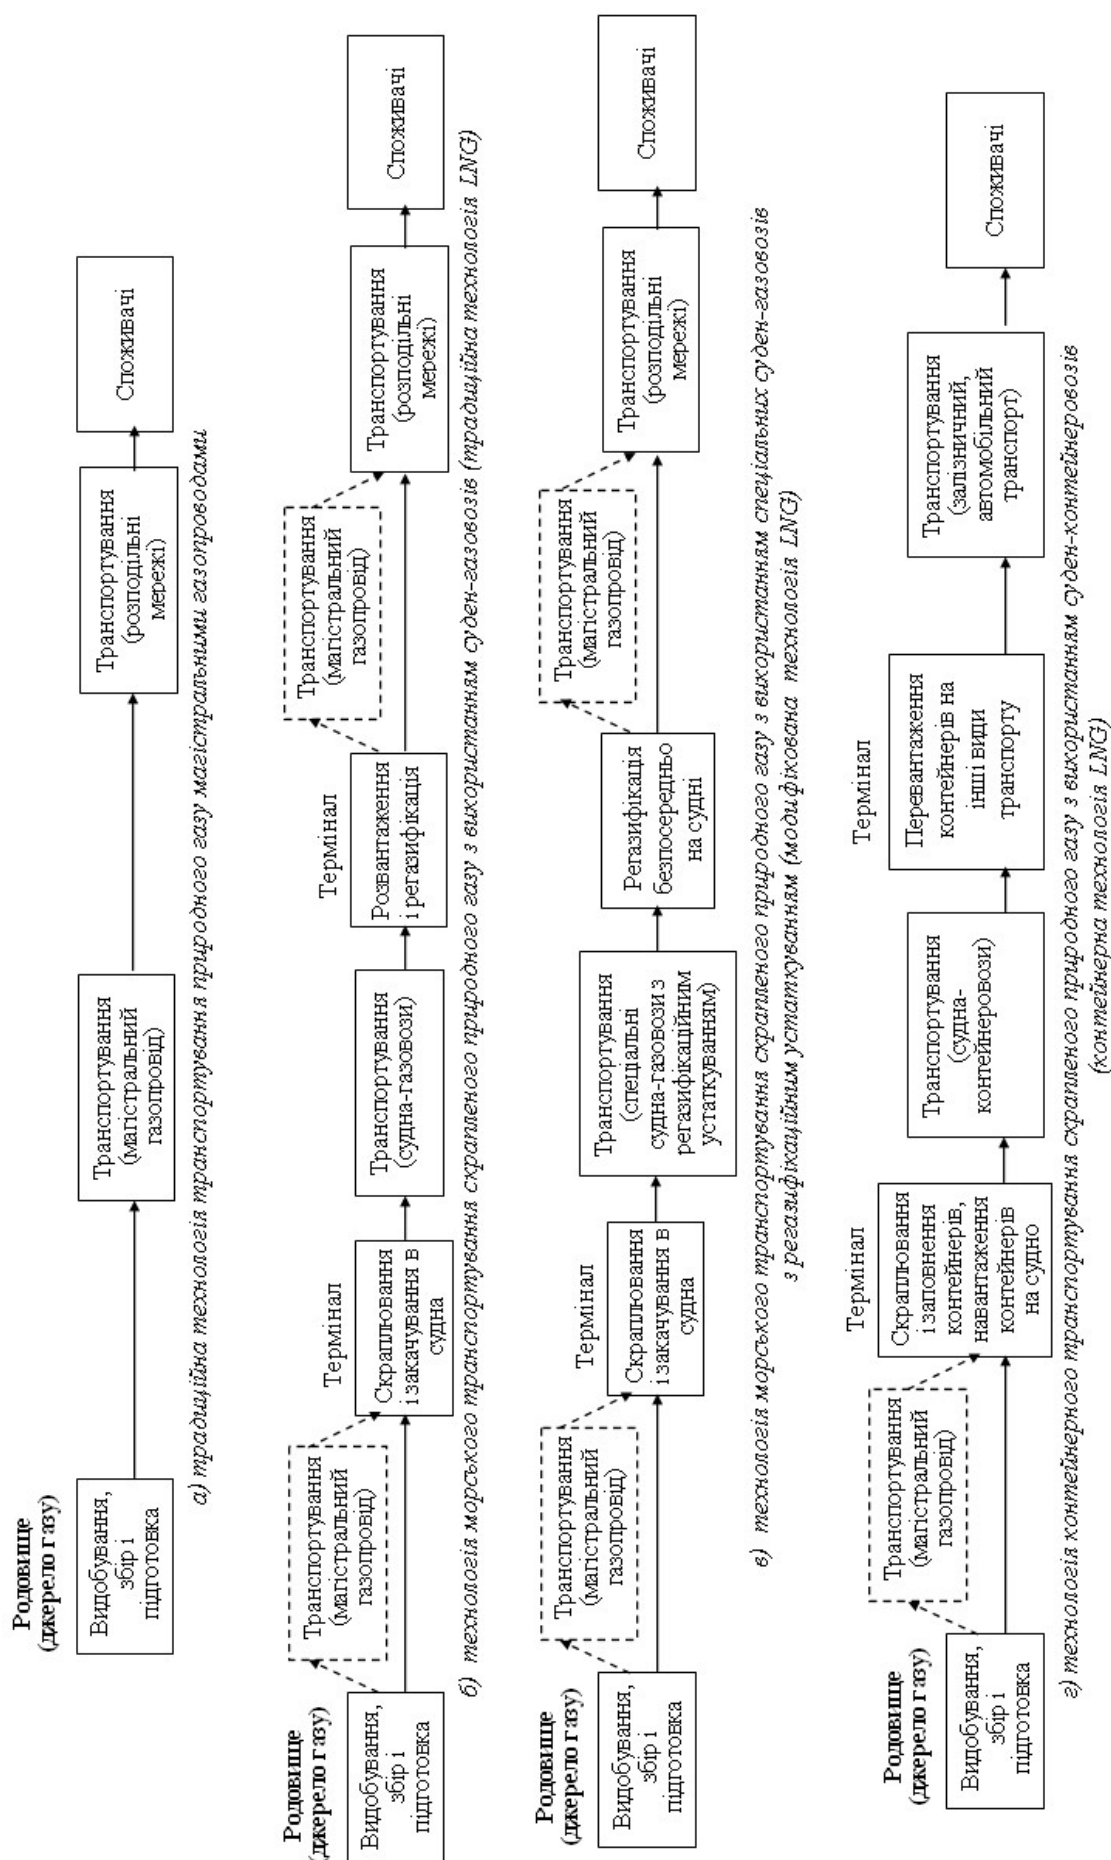 Родовище
(джерело газу)
Видобування,
збір і
підготовка
Транспортування
(магістральний
газопровід)
Транспортування
(розподільні
мережі)
Споживачі
а) традиційна технологія транспортування природного газу магістральними газопроводами
Родовище
(джерело газу)
Видобування,
збір і
підготовка
Транспортування
(магістральний
газопровід)
Термінал
Скраплювання
і закачування в
судна
Транспортування
(судна-газовози)
Термінал
Розвантаження
і регазифікація
Транспортування
(магістральний
газопровід)
Транспортування
(розподільні
мережі)
Споживачі
б) технологія морського транспортування скрапленого природного газу з використанням суден-газовозів (традиційна технологія LNG)
Родовище
(джерело газу)
Видобування,
збір і
підготовка
Транспортування
(магістральний
газопровід)
Термінал
Скраплювання
і закачування в
судна
Транспортування
(спеціальні
судна-газовози з
регазифікаційним
устаткуванням)
Регазифікація
безпосередньо
на судні
Транспортування
(магістральний
газопровід)
Транспортування
(розподільні
мережі)
Споживачі
в) технологія морського транспортування скрапленого природного газу з використанням спеціальних суден-газовозів
з регазифікаційним устаткуванням (модифікована технологія LNG)
Родовище
(джерело газу)
Видобування,
збір і
підготовка
Транспортування
(магістральний
газопровід)
Термінал
Скраплювання
і заповнення
контейнерів,
навантаження
контейнерів
на судно
Транспортування
(судна-
контейнеровози)
Термінал
Перевантаження
контейнерів на
інші види
транспорту
Транспортування
(залізничний,
автомобільний
транспорт)
Споживачі
г) технологія контейнерного транспортування скрапленого природного газу з використанням суден-контейнеровозів
(контейнерна технологія LNG)